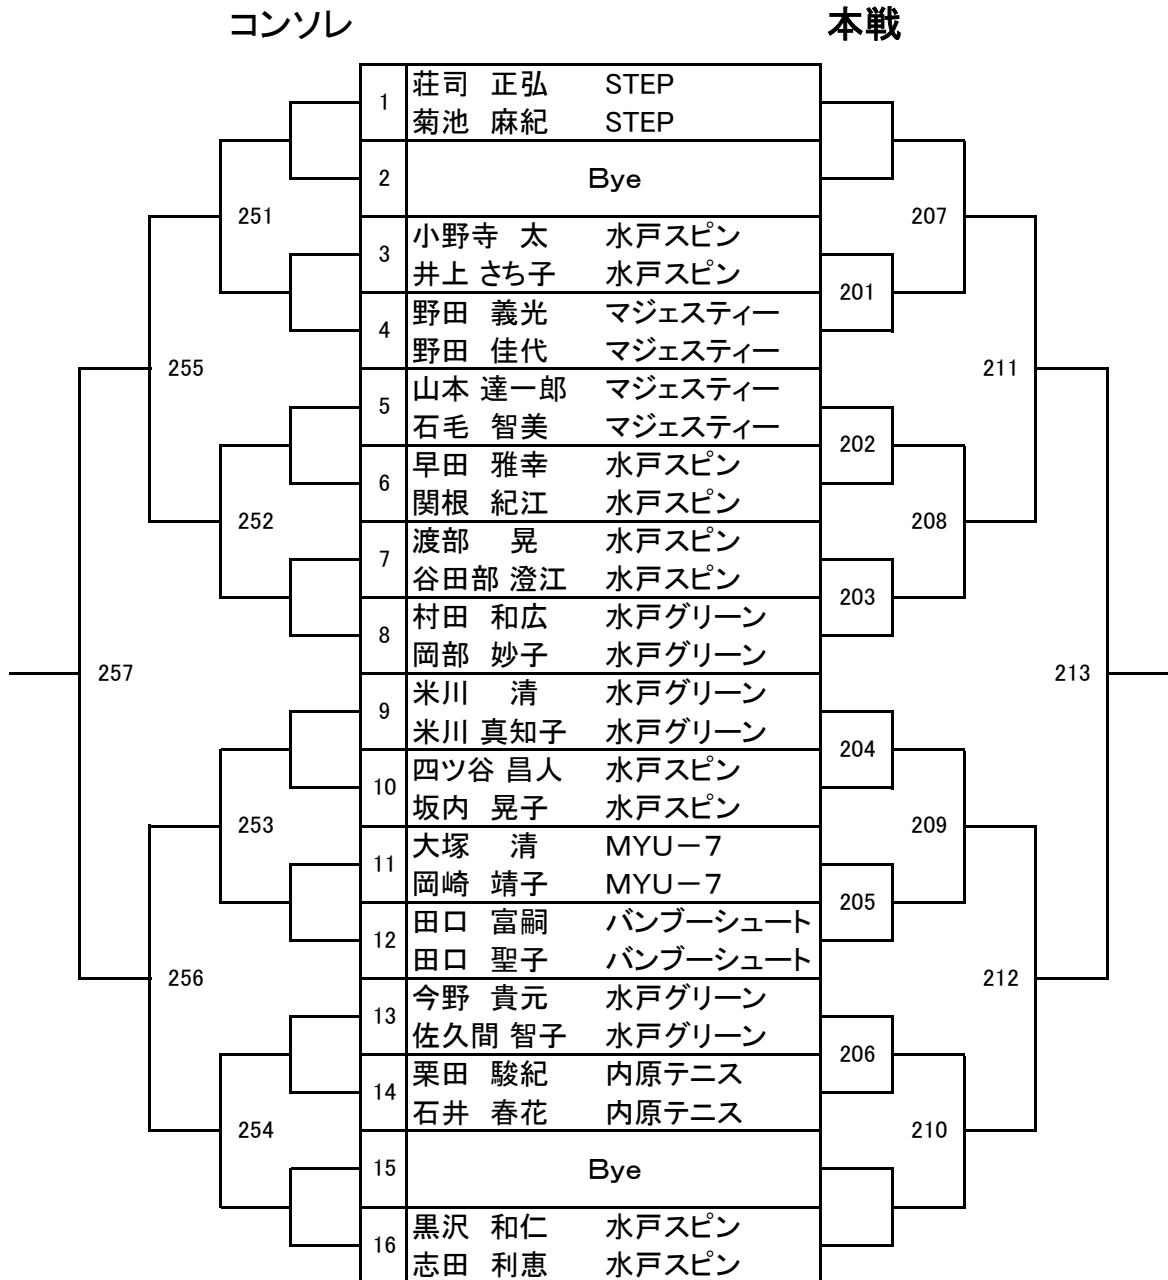 コンソレ 本戦
1 荘司 正弘 STEP
菊池 麻紀 STEP
2 Bye
251 207
3 小野寺 太 水戸スピン
井上 さち子 水戸スピン
201
4 野田 義光 マジェスティー
野田 佳代 マジェスティー
255 211
5 山本 達一郎 マジェスティー
石毛 智美 マジェスティー
202
6 早田 雅幸 水戸スピン
関根 紀江 水戸スピン
252 208
7 渡部 晃 水戸スピン
谷田部 澄江 水戸スピン
203
8 村田 和広 水戸グリーン
岡部 妙子 水戸グリーン
257 213
9 米川 清 水戸グリーン
米川 真知子 水戸グリーン
204
10 四ツ谷 昌人 水戸スピン
坂内 晃子 水戸スピン
253 209
11 大塚 清 MYU－7
岡崎 靖子 MYU－7
205
12 田口 富嗣 バンブーシュート
田口 聖子 バンブーシュート
256 212
13 今野 貴元 水戸グリーン
佐久間 智子 水戸グリーン
206
14 栗田 駿紀 内原テニス
石井 春花 内原テニス
254 210
15 Bye
16 黒沢 和仁 水戸スピン
志田 利恵 水戸スピン